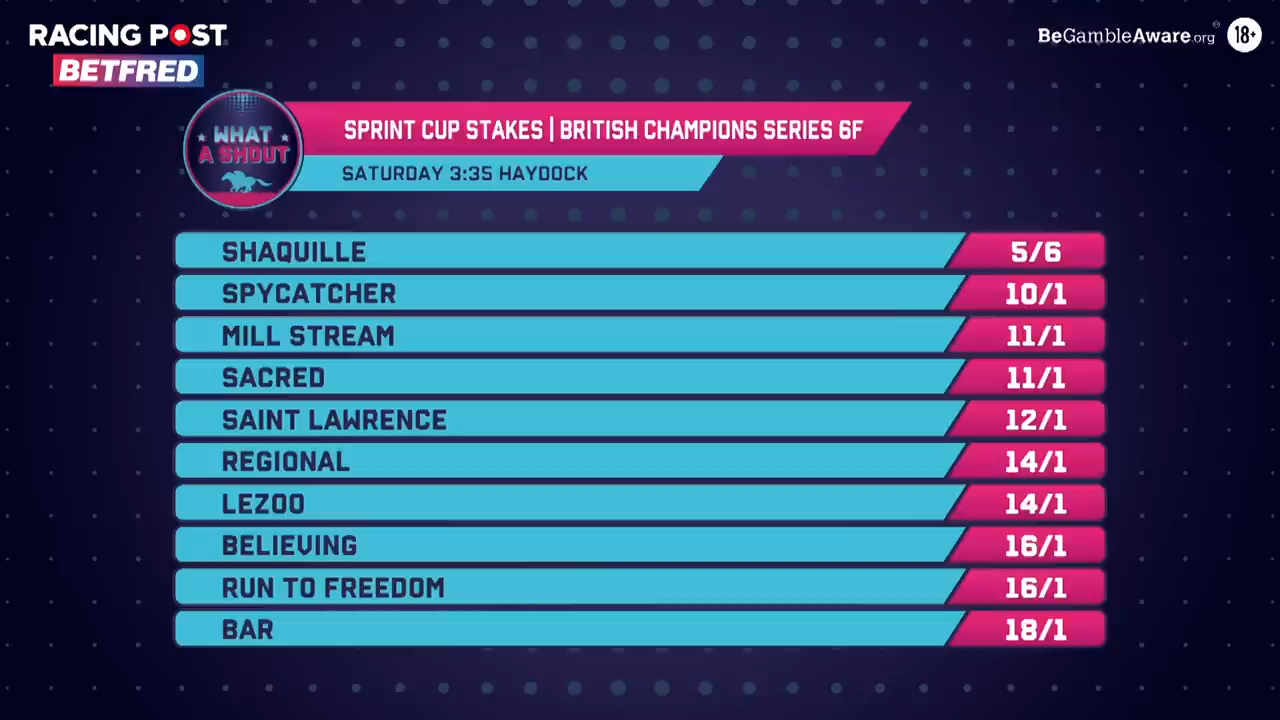 RACING POST
BETFRED
BeGambleAware.org® 18+
WHAT
A SHOUT
SPRINT CUP STAKES | BRITISH CHAMPIONS SERIES 6F
SATURDAY 3:35 HAYDOCK
SHAQUILLE 5/6
SPYCATCHER 10/1
MILL STREAM 11/1
SACRED 11/1
SAINT LAWRENCE 12/1
REGIONAL 14/1
LEZOO 14/1
BELIEVING 16/1
RUN TO FREEDOM 16/1
BAR 18/1